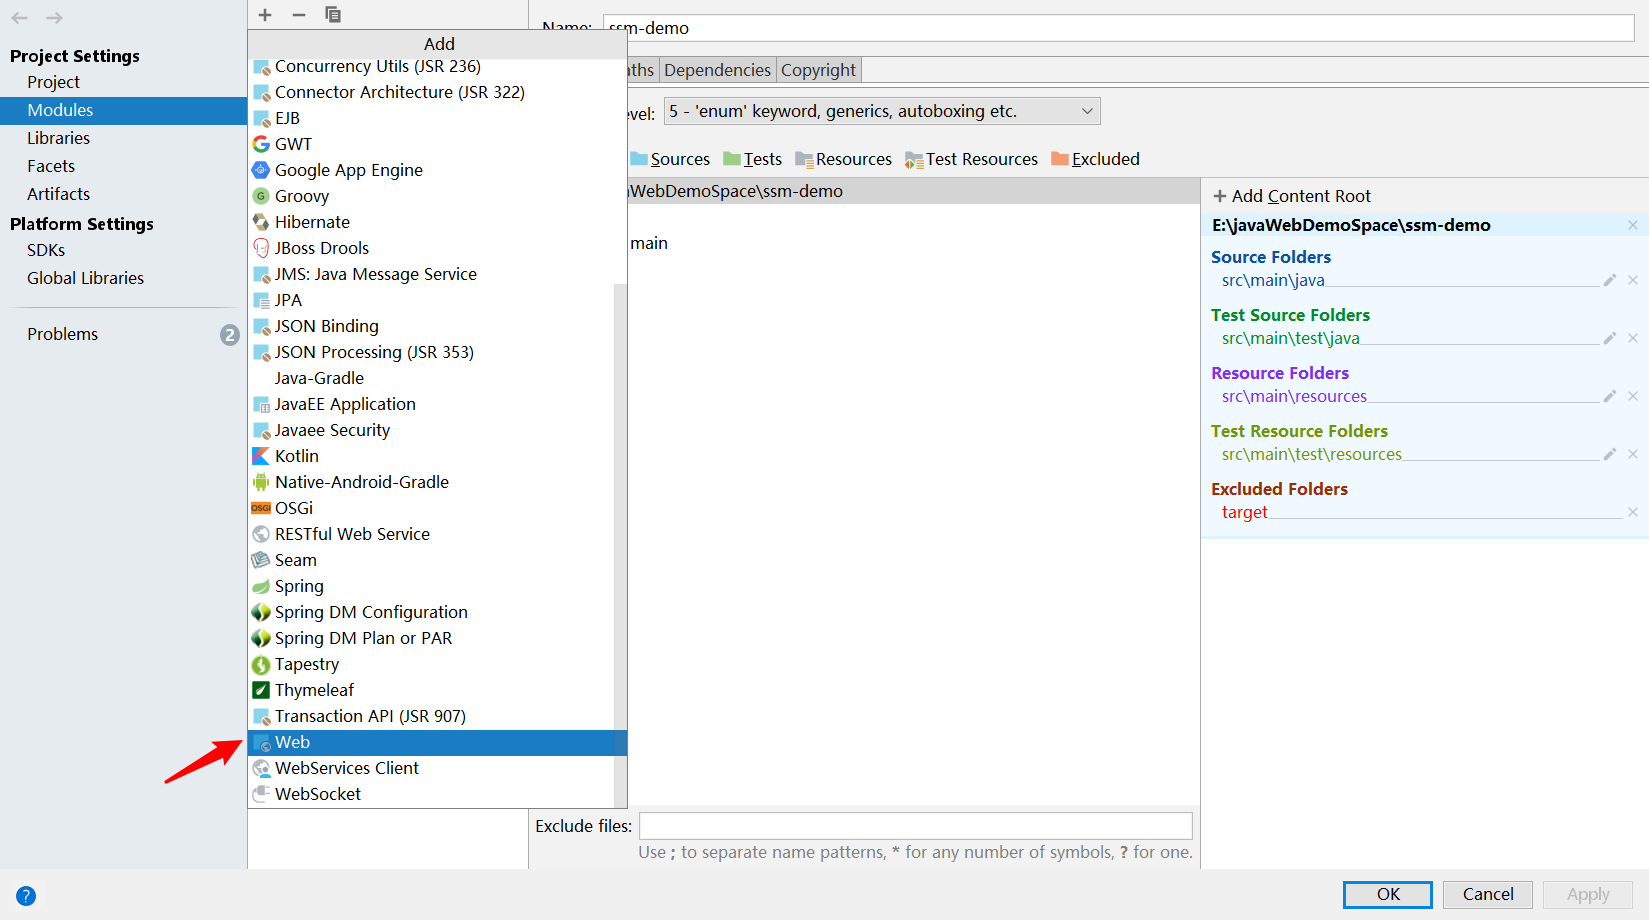 Project Settings
Project
Modules
Libraries
Facets
Artifacts
Platform Settings
SDKs
Global Libraries
Problems
2
Add
Concurrency Utils (JSR 236)
Connector Architecture (JSR 322)
EJB
GWT
Google App Engine
Groovy
Hibernate
JBoss Drools
JMS: Java Message Service
JPA
JSON Binding
JSON Processing (JSR 353)
Java-Gradle
JavaEE Application
Javaee Security
Kotlin
Native-Android-Gradle
OSGi
RESTful Web Service
Seam
Spring
Spring DM Configuration
Spring DM Plan or PAR
Tapestry
Thymeleaf
Transaction API (JSR 907)
Web
WebServices Client
WebSocket
Name: ssm-demo
aths Dependencies Copyright
evel: 5 - 'enum' keyword, generics, autoboxing etc.
Sources Tests Resources Test Resources Excluded
aWebDemoSpace\ssm-demo
main
Exclude files:
Use ; to separate name patterns, * for any number of symbols, ? for one.
+ Add Content Root
E:\javaWebDemoSpace\ssm-demo
Source Folders
src\main\java
Test Source Folders
src\main\test\java
Resource Folders
src\main\resources
Test Resource Folders
src\main\test\resources
Excluded Folders
target
?
OK Cancel Apply